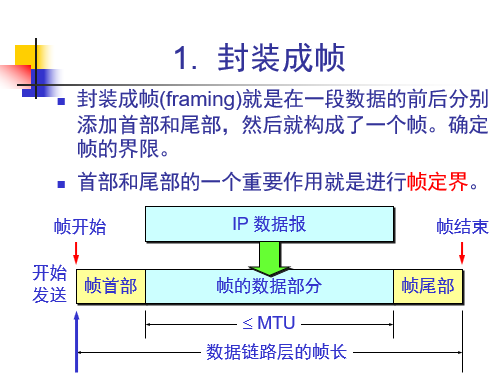 1. 封装成帧
封装成帧(framing)就是在一段数据的前后分别
添加首部和尾部，然后就构成了一个帧。确定
帧的界限。
首部和尾部的一个重要作用就是进行帧定界。
帧开始
IP 数据报
帧结束
开始
发送
帧首部
帧的数据部分
帧尾部
≤ MTU
数据链路层的帧长